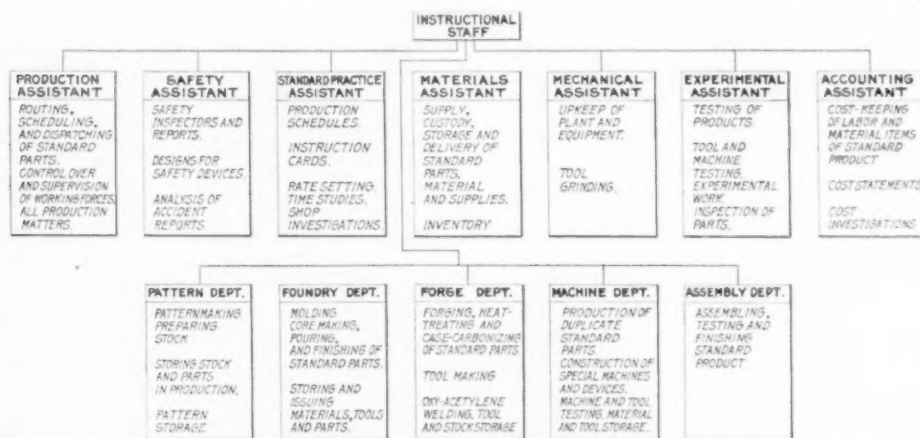 INSTRUCTIONAL
STAFF
PRODUCTION
ASSISTANT
ROUTING,
SCHEDULING,
AND DISPATCHING
OF STANDARD
PARTS.
CONTROL OVER
AND SUPERVISION
OF WORKING FORCES.
ALL PRODUCTION
MATTERS.
SAFETY
ASSISTANT
SAFETY
INSPECTORS AND
REPORTS.
DESIGNS FOR
SAFETY DEVICES.
ANALYSIS OF
ACCIDENT
REPORTS.
STANDARD PRACTICE
ASSISTANT
PRODUCTION
SCHEDULES.
INSTRUCTION
CARDS.
RATE SETTING
TIME STUDIES.
SHOP
INVESTIGATIONS.
MATERIALS
ASSISTANT
SUPPLY,
CUSTODY,
STORAGE AND
DELIVERY OF
STANDARD
PARTS,
MATERIAL
AND SUPPLIES.
INVENTORY
MECHANICAL
ASSISTANT
UPKEEP OF
PLANT AND
EQUIPMENT.
TOOL
GRINDING.
EXPERIMENTAL
ASSISTANT
TESTING OF
PRODUCTS.
TOOL AND
MACHINE
TESTING.
EXPERIMENTAL
WORK
INSPECTION OF
PARTS.
ACCOUNTING
ASSISTANT
COST-KEEPING
OF LABOR AND
MATERIAL ITEMS
OF STANDARD
PRODUCT
COST STATEMENTS
COST
INVESTIGATIONS
PATTERN DEPT.
PATTERNMAKING
PREPARING
STOCK
STORING STOCK
AND PARTS
IN PRODUCTION.
PATTERN
STORAGE
FOUNDRY DEPT.
MOLDING
CORE MAKING,
POURING,
AND FINISHING OF
STANDARD PARTS.
STORING AND
ISSUING
MATERIALS, TOOLS
AND PARTS.
FORGE DEPT.
FORGING, HEAT-
TREATING AND
CASE-CARBONIZING
OF STANDARD PARTS
TOOL MAKING
OXY-ACETYLENE
WELDING, TOOL
AND STOCK STORAGE
MACHINE DEPT.
PRODUCTION OF
DUPLICATE
STANDARD
PARTS
CONSTRUCTION OF
SPECIAL MACHINES
AND DEVICES.
MACHINE AND TOOL
TESTING, MATERIAL
AND TOOL STORAGE.
ASSEMBLY DEPT.
ASSEMBLING,
TESTING AND
FINISHING
STANDARD
PRODUCT